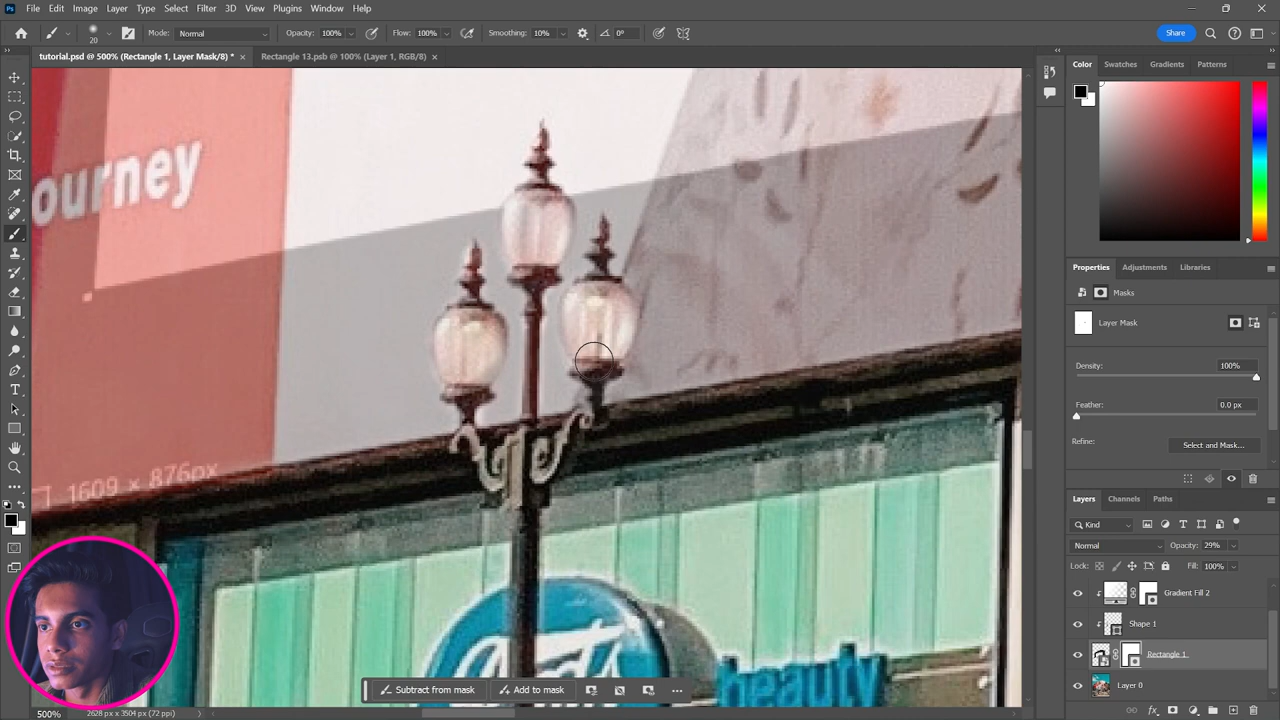 Ps File Edit Image Layer Type Select Filter 3D View Plugins Window Help
20 Mode: Normal Opacity: 100% Flow: 100% Smoothing: 10% 0° Share
tutorial.psd @ 500% (Rectangle 1, Layer Mask/8) * × Rectangle 13.psb @ 100% (Layer 1, RGB/8) ×
Color Swatches Gradients Patterns
ourney
Properties Adjustments Libraries
Masks
Layer Mask
Density: 100%
Feather: 0.0 px
Refine: Select and Mask...
1609 × 876px
Layers Channels Paths
Kind
Normal Opacity: 29%
Lock: Fill: 100%
Gradient Fill 2
Shape 1
Rectangle 1
Layer 0
beauty
Subtract from mask Add to mask
500% 2628 px x 3504 px (72 ppi)
T
fx